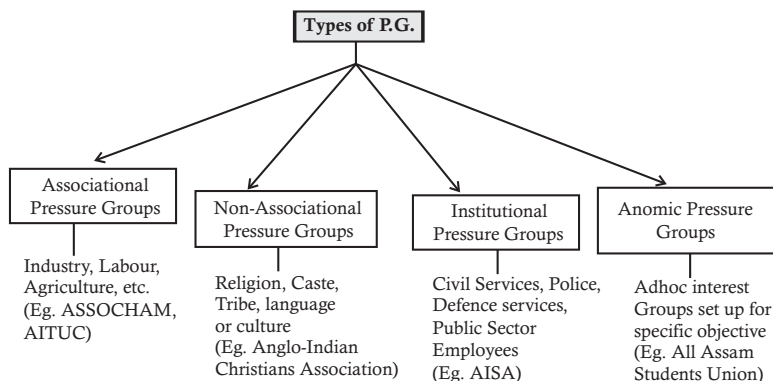 Types of P.G.
Associational
Pressure Groups
Industry, Labour,
Agriculture, etc.
(Eg. ASSOCHAM,
AITUC)
Non-Associational
Pressure Groups
Religion, Caste,
Tribe, language
or culture
(Eg. Anglo-Indian
Christians Association)
Institutional
Pressure Groups
Civil Services, Police,
Defence services,
Public Sector
Employees
(Eg. AISA)
Anomic Pressure
Groups
Adhoc interest
Groups set up for
specific objective
(Eg. All Assam
Students Union)